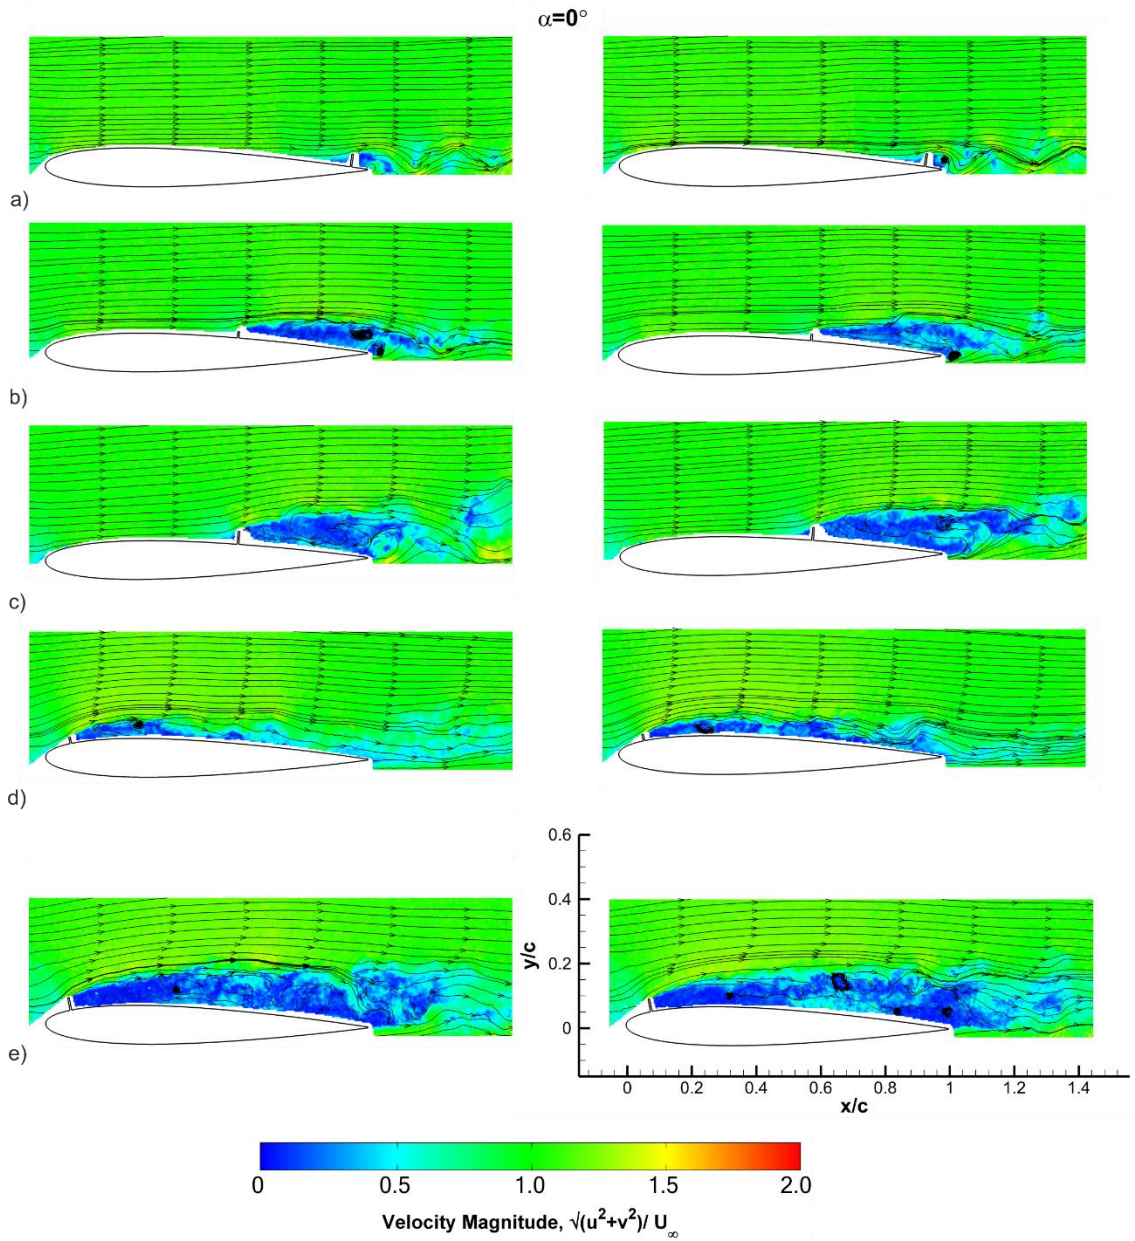 α=0°
a)
b)
c)
d)
e)
0.6
0.4
0.2
0
y/c
0 0.2 0.4 0.6 0.8 1 1.2 1.4
x/c
0 0.5 1.0 1.5 2.0
Velocity Magnitude, √(u²+v²)/ U∞